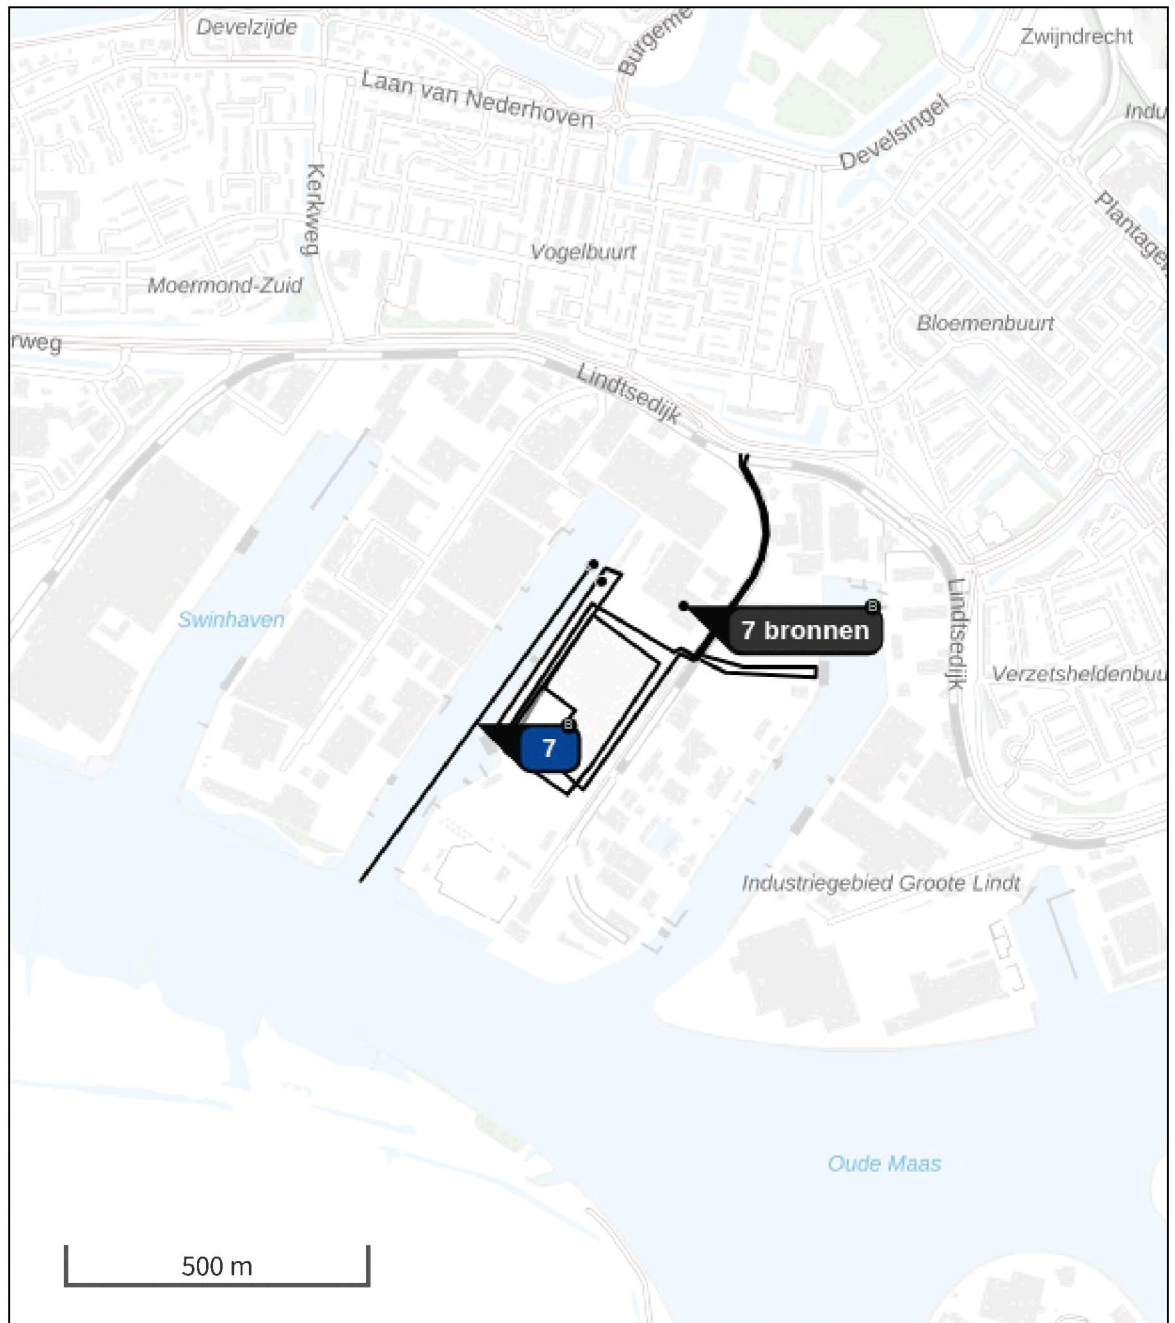 Develzijde
Burgeme
Zwijndrecht
Laan van Nederhoven
Indu
Develsingel
Kerkweg
Plantage
Vogelbuurt
Moermond-Zuid
Bloemenbuurt
rweg
Lindtsedijk
Swinhaven
Lindtsedijk
B
7 bronnen
Verzetsheldenbuu
B
7
Industriegebied Groote Lindt
Oude Maas
500 m